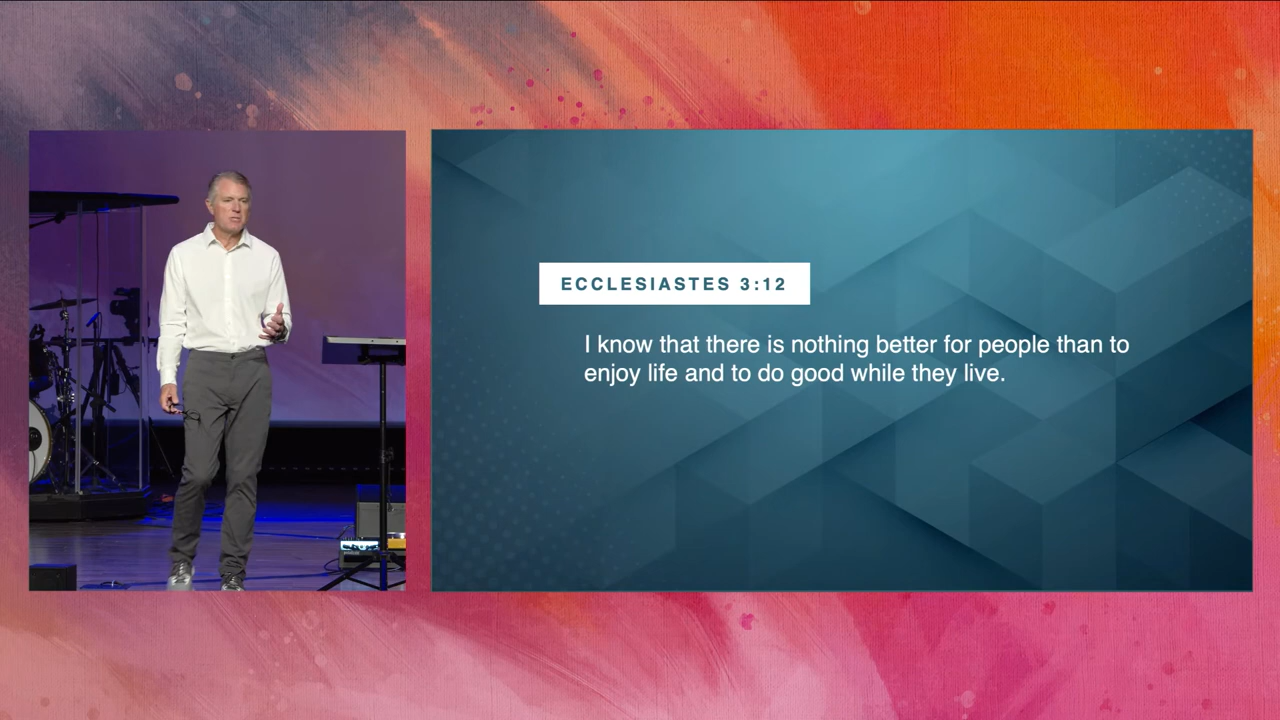 ECCLESIASTES 3:12
I know that there is nothing better for people than to
enjoy life and to do good while they live.